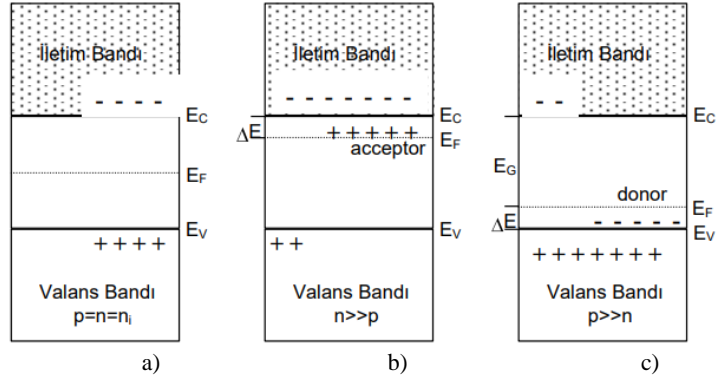 İletim Bandı
- - - -
E_C
E_F
E_V
+ + + +
Valans Bandı
p=n=n_i
a)
İletim Bandı
- - - - - - -
E_C
ΔE
+ + + + +
E_F
acceptor
E_V
+ +
Valans Bandı
n>>p
b)
İletim Bandı
- -
E_C
E_G
donor
E_F
ΔE
- - - - -
E_V
+ + + + + + +
Valans Bandı
p>>n
c)